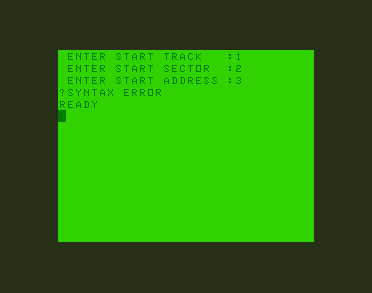 ENTER START TRACK   :1
ENTER START SECTOR  :2
ENTER START ADDRESS :3
?SYNTAX ERROR
READY